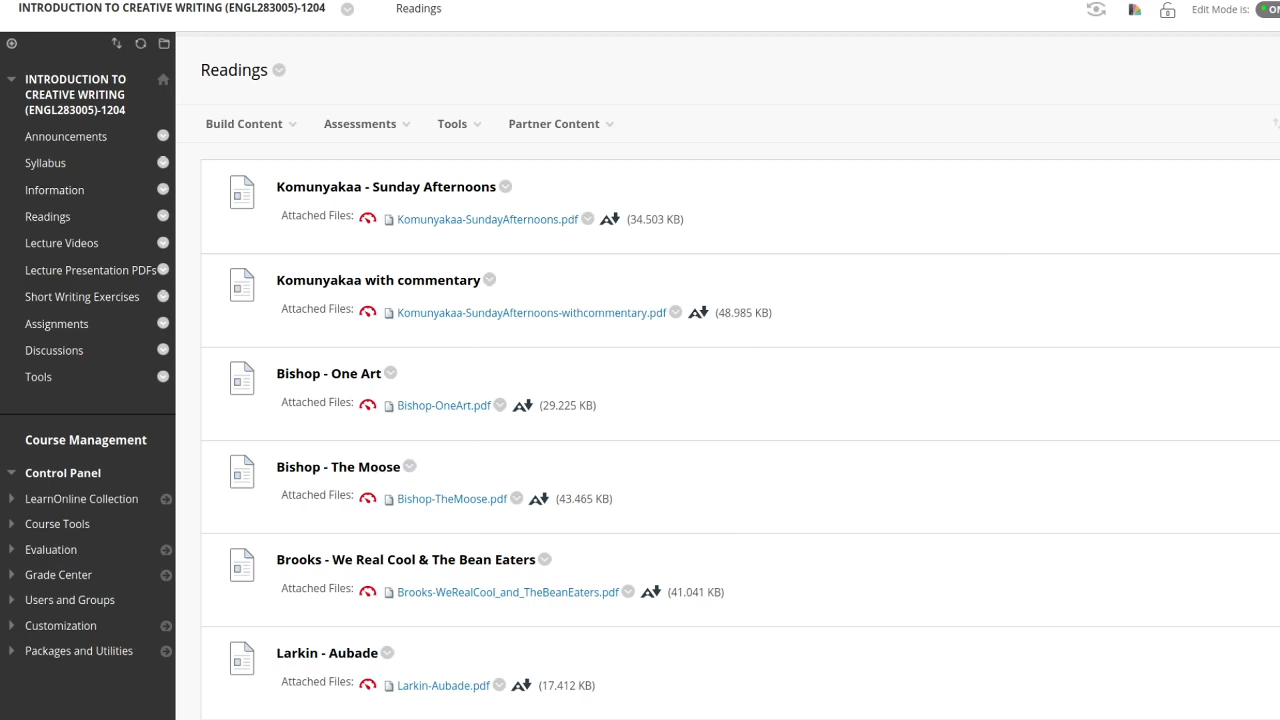 INTRODUCTION TO CREATIVE WRITING (ENGL283005)-1204
Readings
Edit Mode is:
INTRODUCTION TO
CREATIVE WRITING
(ENGL283005)-1204
Announcements
Syllabus
Information
Readings
Lecture Videos
Lecture Presentation PDFs
Short Writing Exercises
Assignments
Discussions
Tools
Course Management
Control Panel
LearnOnline Collection
Course Tools
Evaluation
Grade Center
Users and Groups
Customization
Packages and Utilities
Readings
Build Content Assessments Tools Partner Content
Komunyakaa - Sunday Afternoons
Attached Files: Komunyakaa-SundayAfternoons.pdf (34.503 KB)
Komunyakaa with commentary
Attached Files: Komunyakaa-SundayAfternoons-withcommentary.pdf (48.985 KB)
Bishop - One Art
Attached Files: Bishop-OneArt.pdf (29.225 KB)
Bishop - The Moose
Attached Files: Bishop-TheMoose.pdf (43.465 KB)
Brooks - We Real Cool & The Bean Eaters
Attached Files: Brooks-WeRealCool_and_TheBeanEaters.pdf (41.041 KB)
Larkin - Aubade
Attached Files: Larkin-Aubade.pdf (17.412 KB)